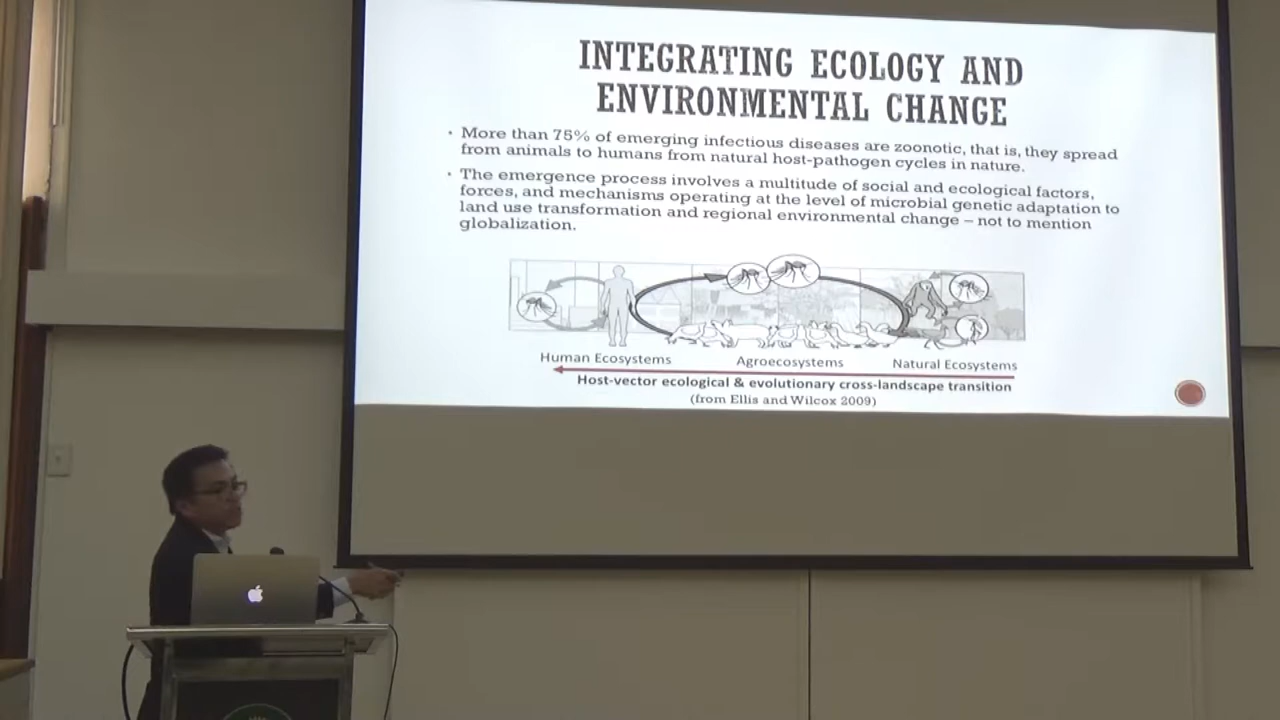 INTEGRATING ECOLOGY AND
ENVIRONMENTAL CHANGE
• More than 75% of emerging infectious diseases are zoonotic, that is, they spread
from animals to humans from natural host-pathogen cycles in nature.
• The emergence process involves a multitude of social and ecological factors,
forces, and mechanisms operating at the level of microbial genetic adaptation to
land use transformation and regional environmental change – not to mention
globalization.
Human Ecosystems Agroecosystems Natural Ecosystems
Host-vector ecological & evolutionary cross-landscape transition
(from Ellis and Wilcox 2009)